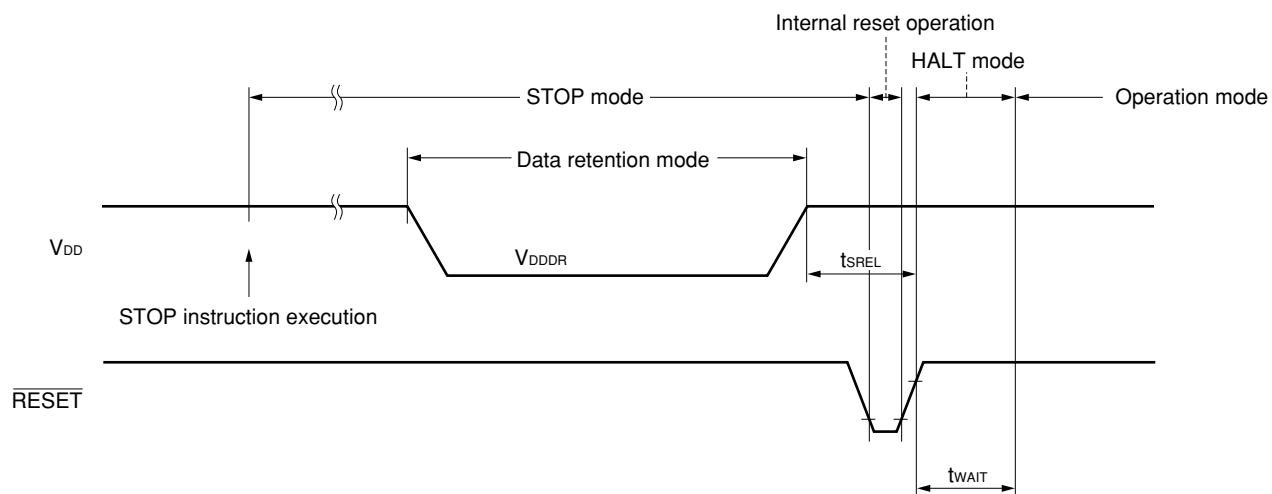 Internal reset operation
HALT mode
STOP mode
Operation mode
Data retention mode
VDD
VDDDR
tSREL
STOP instruction execution
RESET
tWAIT